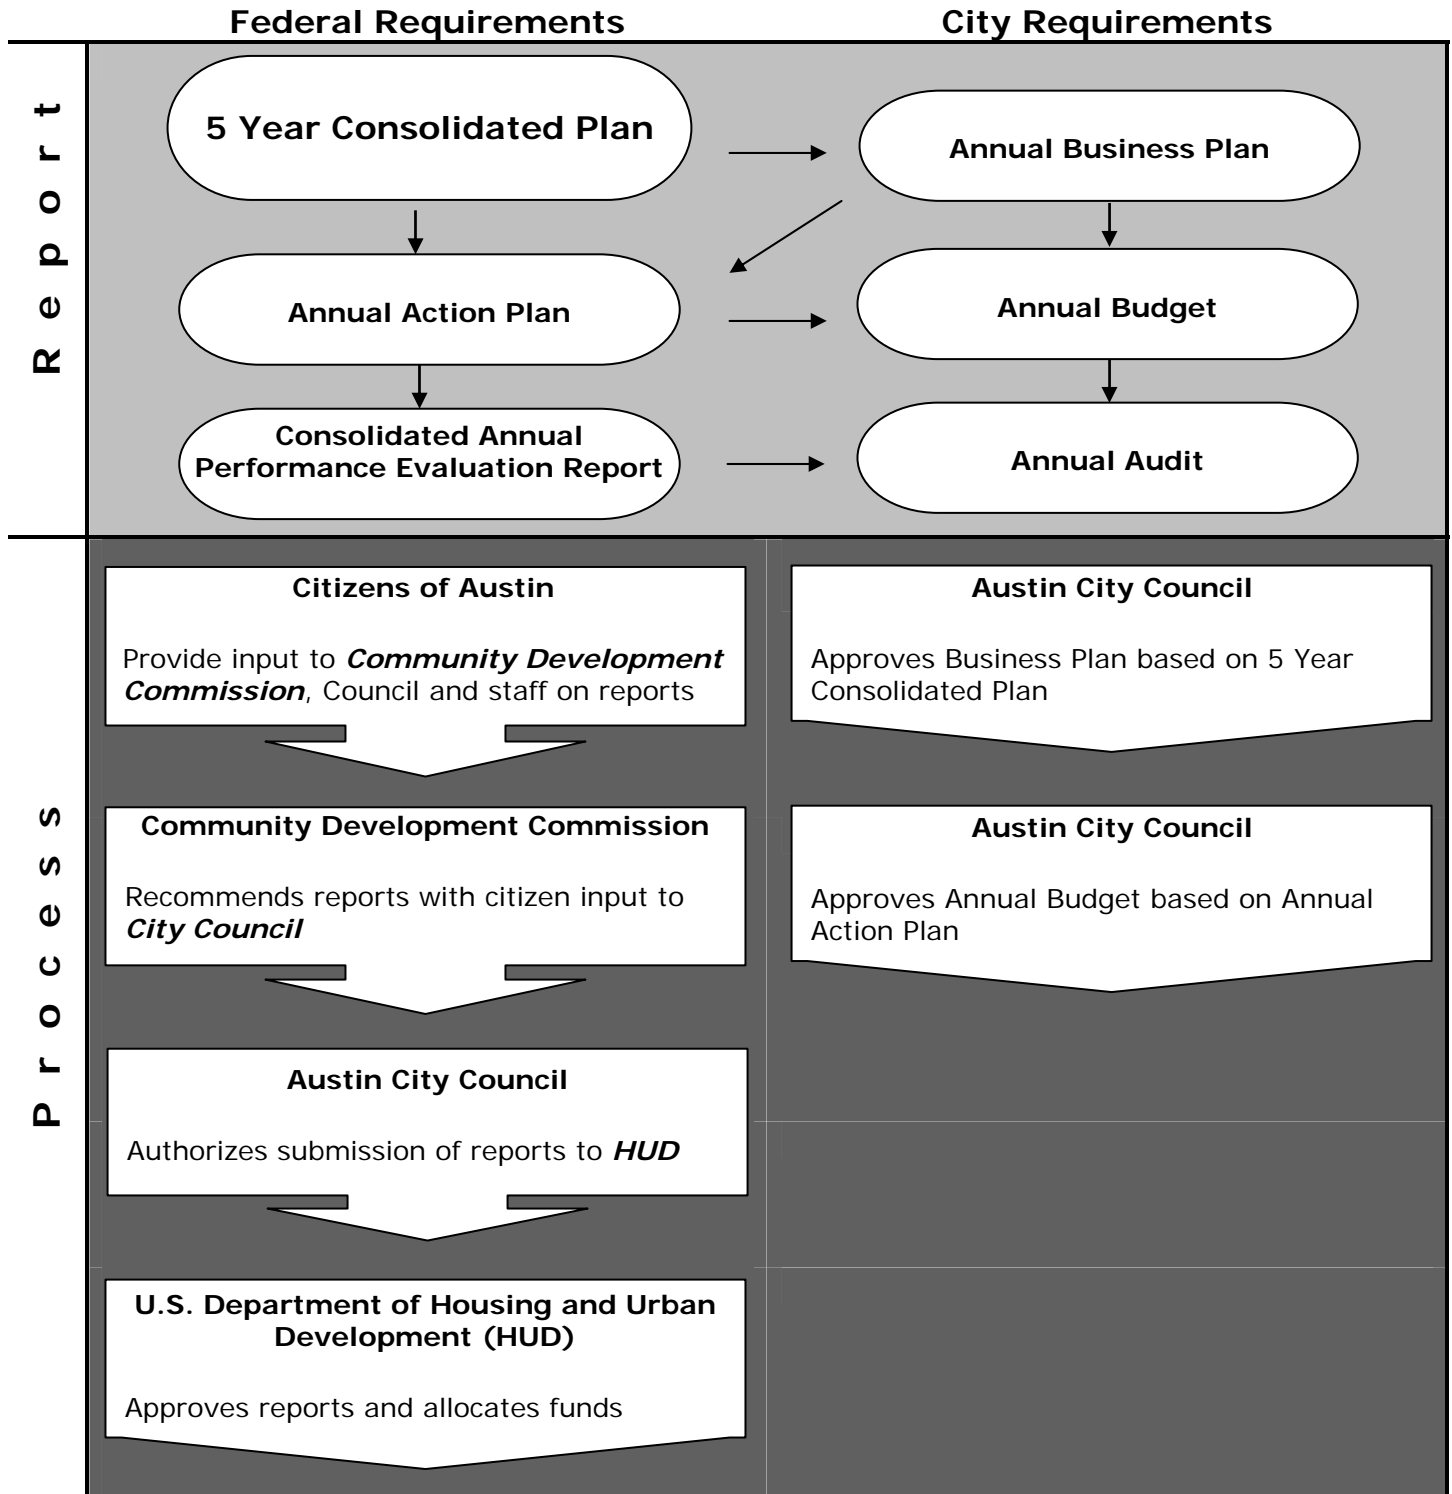 Federal Requirements
City Requirements
Report
5 Year Consolidated Plan
Annual Business Plan
Annual Action Plan
Annual Budget
Consolidated Annual
Performance Evaluation Report
Annual Audit
Process
Citizens of Austin
Provide input to Community Development
Commission, Council and staff on reports
Community Development Commission
Recommends reports with citizen input to
City Council
Austin City Council
Authorizes submission of reports to HUD
U.S. Department of Housing and Urban
Development (HUD)
Approves reports and allocates funds
Austin City Council
Approves Business Plan based on 5 Year
Consolidated Plan
Austin City Council
Approves Annual Budget based on Annual
Action Plan